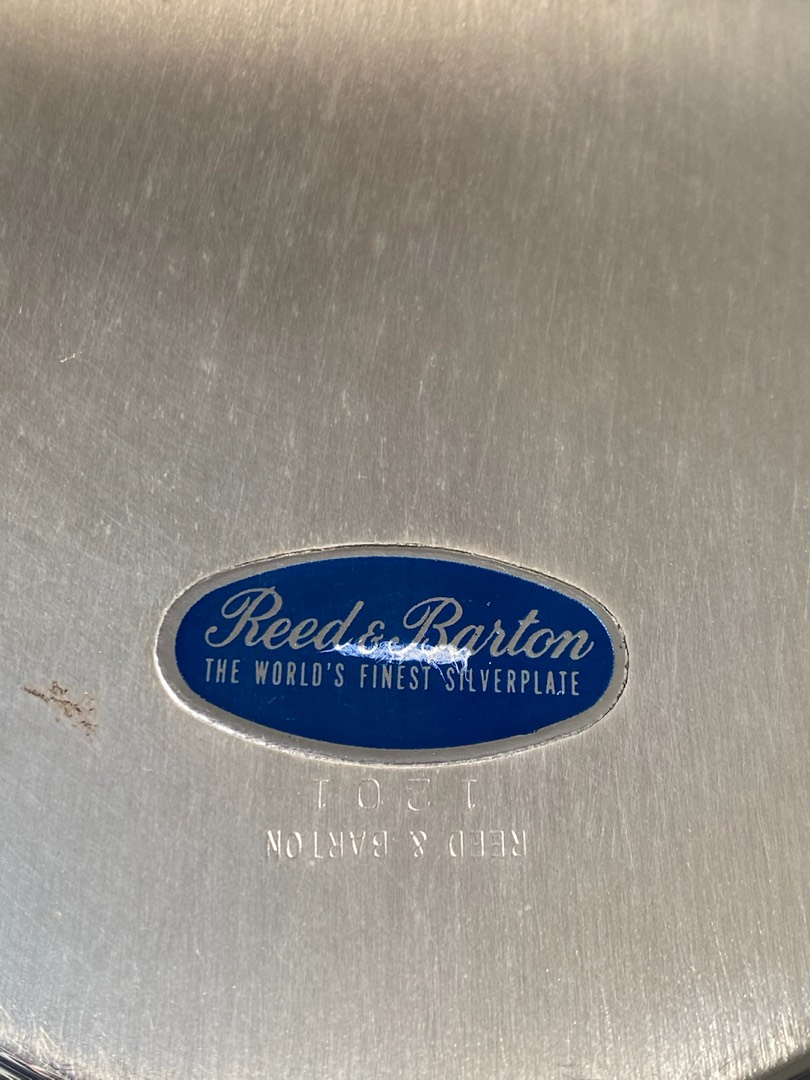 Reed & Barton
THE WORLD'S FINEST SILVERPLATE
REED & BARTON
1201